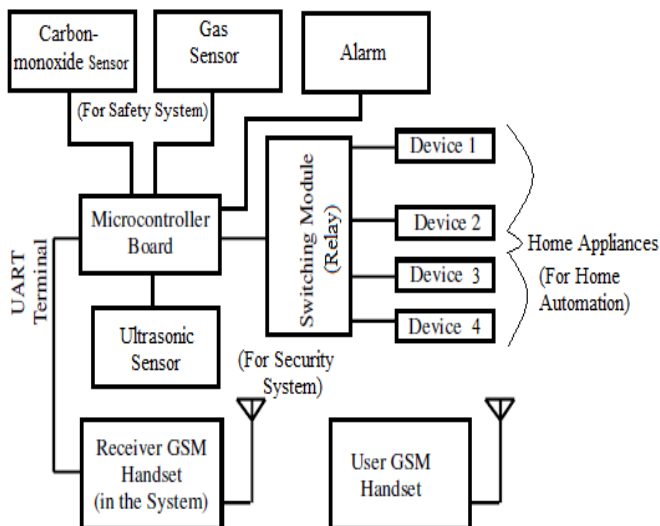 Carbon-
monoxide Sensor
Gas
Sensor
Alarm
(For Safety System)
Microcontroller
Board
UART
Terminal
Switching Module
(Relay)
Device 1
Device 2
Device 3
Device 4
Home Appliances
(For Home
Automation)
Ultrasonic
Sensor
(For Security
System)
Receiver GSM
Handset
(in the System)
User GSM
Handset